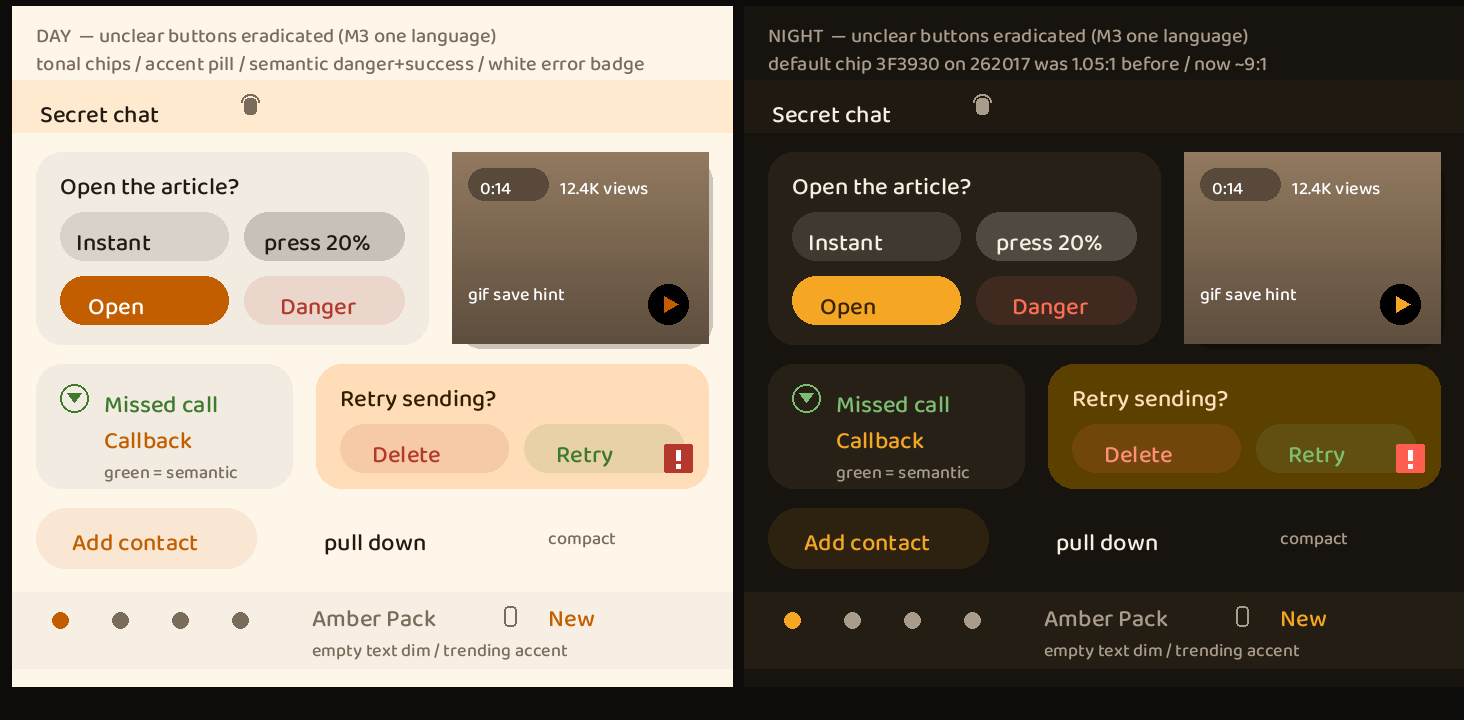 DAY — unclear buttons eradicated (M3 one language)
tonal chips / accent pill / semantic danger+success / white error badge
Secret chat
Open the article?
Instant
press 20%
Open
Danger
0:14
12.4K views
gif save hint
Missed call
Callback
green = semantic
Retry sending?
Delete
Retry
!
Add contact
pull down
compact
Amber Pack
New
empty text dim / trending accent
NIGHT — unclear buttons eradicated (M3 one language)
default chip 3F3930 on 262017 was 1.05:1 before / now ~9:1
Secret chat
Open the article?
Instant
press 20%
Open
Danger
0:14
12.4K views
gif save hint
Missed call
Callback
green = semantic
Retry sending?
Delete
Retry
!
Add contact
pull down
compact
Amber Pack
New
empty text dim / trending accent